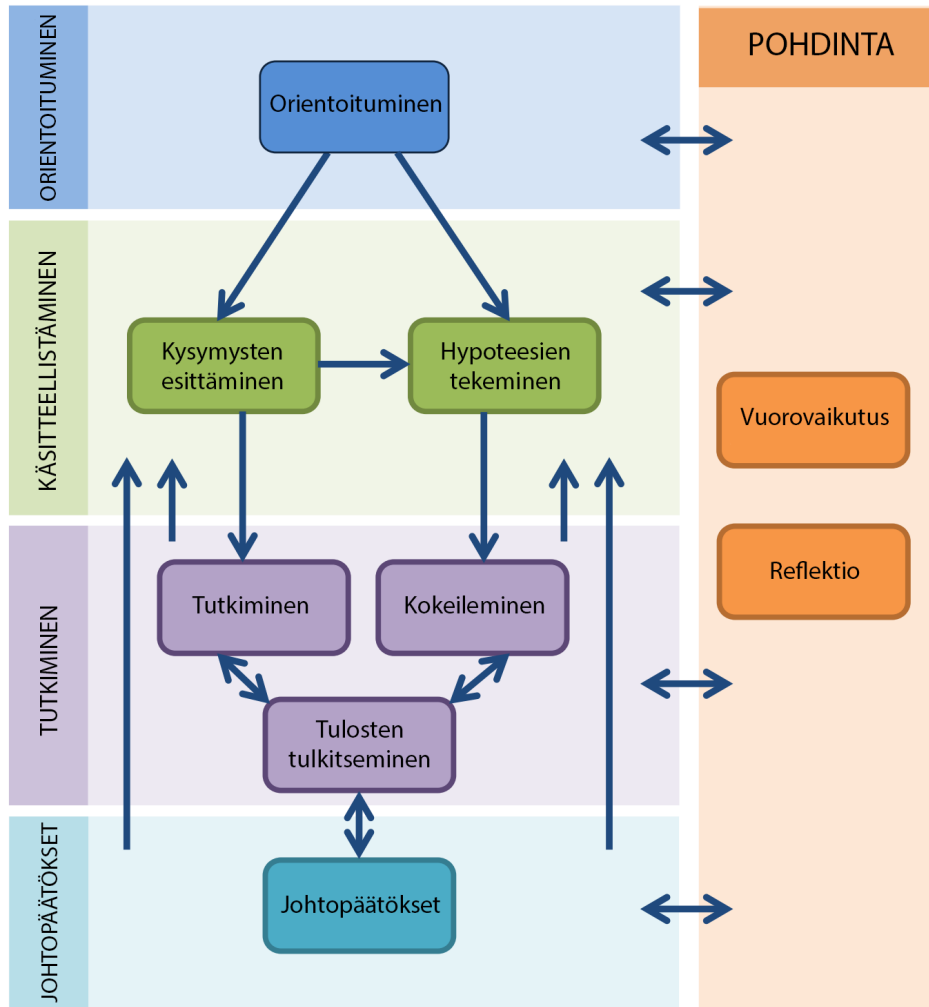 ORIENTOITUMINEN
Orientoituminen
POHDINTA
KÄSITTEELLISTÄMINEN
Kysymysten
esittäminen
Hypoteesien
tekeminen
Vuorovaikutus
Reflektio
TUTKIMINEN
Tutkiminen
Kokeileminen
Tulosten
tulkitseminen
JOHTOPÄÄTÖKSET
Johtopäätökset